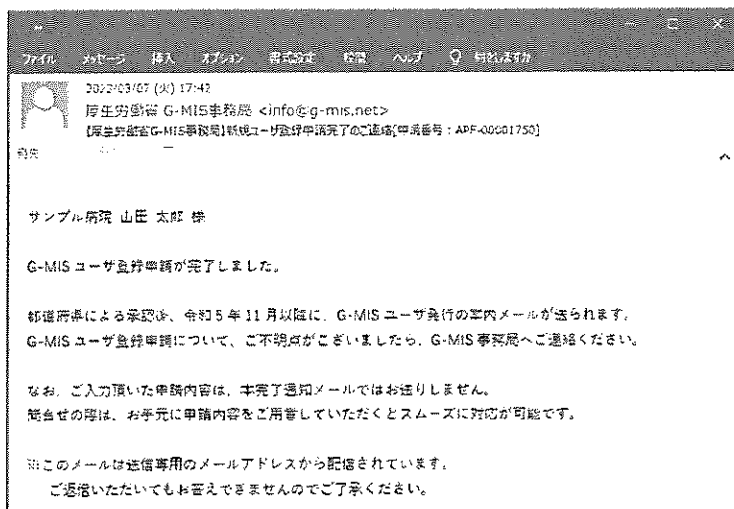 ファイル メッセージ 挿入 オプション 書式設定 校閲 ヘルプ 何をしますか
(火) 17:42
厚生労働省 G-MIS事務局 <info@g-mis.net>
【厚生労働省G-MIS事務局】新規ユーザ登録申請完了のご連絡[申請番号：APF-00001750]
宛先
サンプル病院 山田 太郎 様
G-MIS ユーザ登録申請が完了しました。
都道府県による承認後、令和5年11月以降に、G-MIS ユーザ発行の案内メールが送られます。
G-MIS ユーザ登録申請について、ご不明点がございましたら、G-MIS 事務局へご連絡ください。
なお、ご入力頂いた申請内容は、本完了通知メールではお送りしません。
問合せの際は、お手元に申請内容をご用意していただくとスムーズに対応が可能です。
※このメールは送信専用のメールアドレスから配信されています。
ご返信いただいてもお答えできませんのでご了承ください。